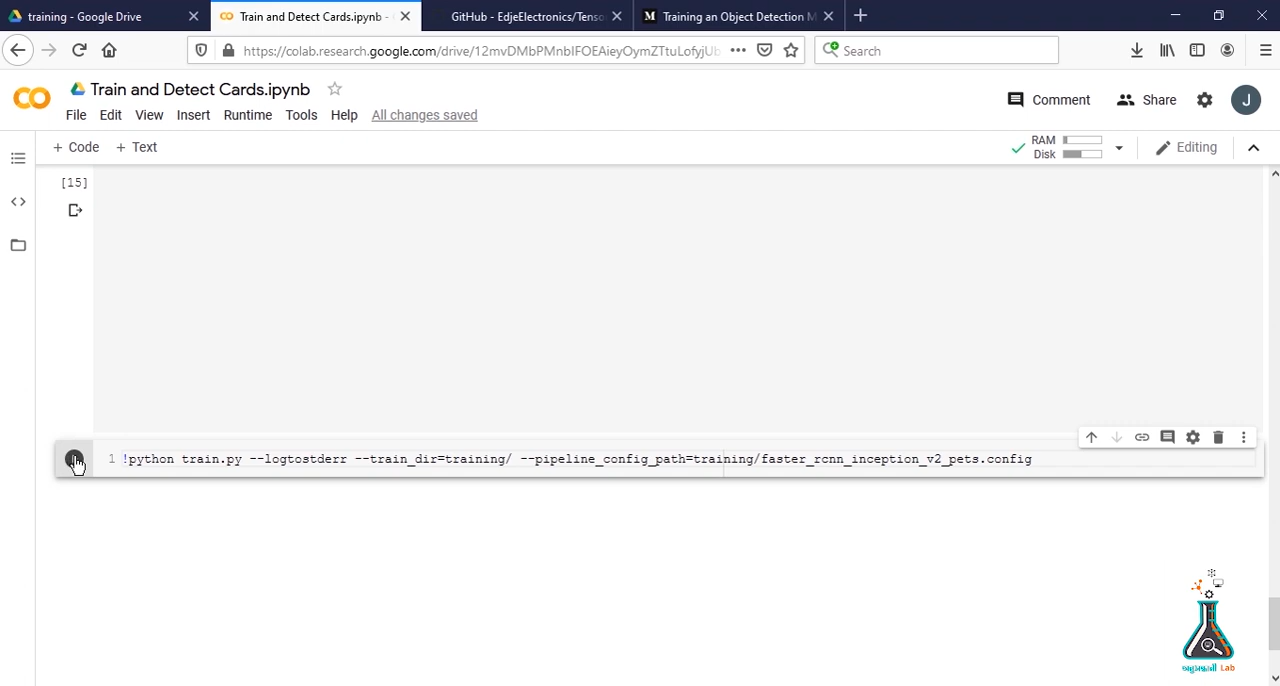 training - Google Drive
Train and Detect Cards.ipynb - 
GitHub - EdjeElectronics/Tenso
M Training an Object Detection M
https://colab.research.google.com/drive/12mvDMbPMnbIFOEAieyOymZTtuLofyjUb
Search
CO
Train and Detect Cards.ipynb
Comment
Share
J
File Edit View Insert Runtime Tools Help All changes saved
+ Code + Text
RAM
Disk
Editing
[15]
1 !python train.py --logtostderr --train_dir=training/ --pipeline_config_path=training/faster_rcnn_inception_v2_pets.config
Lab